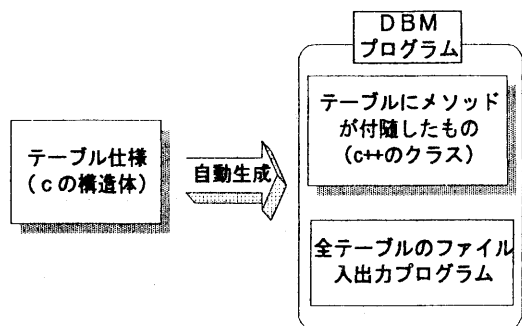 テーブル仕様
(cの構造体)
自動生成
DBM
プログラム
テーブルにメソッド
が付随したもの
(c++のクラス)
全テーブルのファイル
入出力プログラム